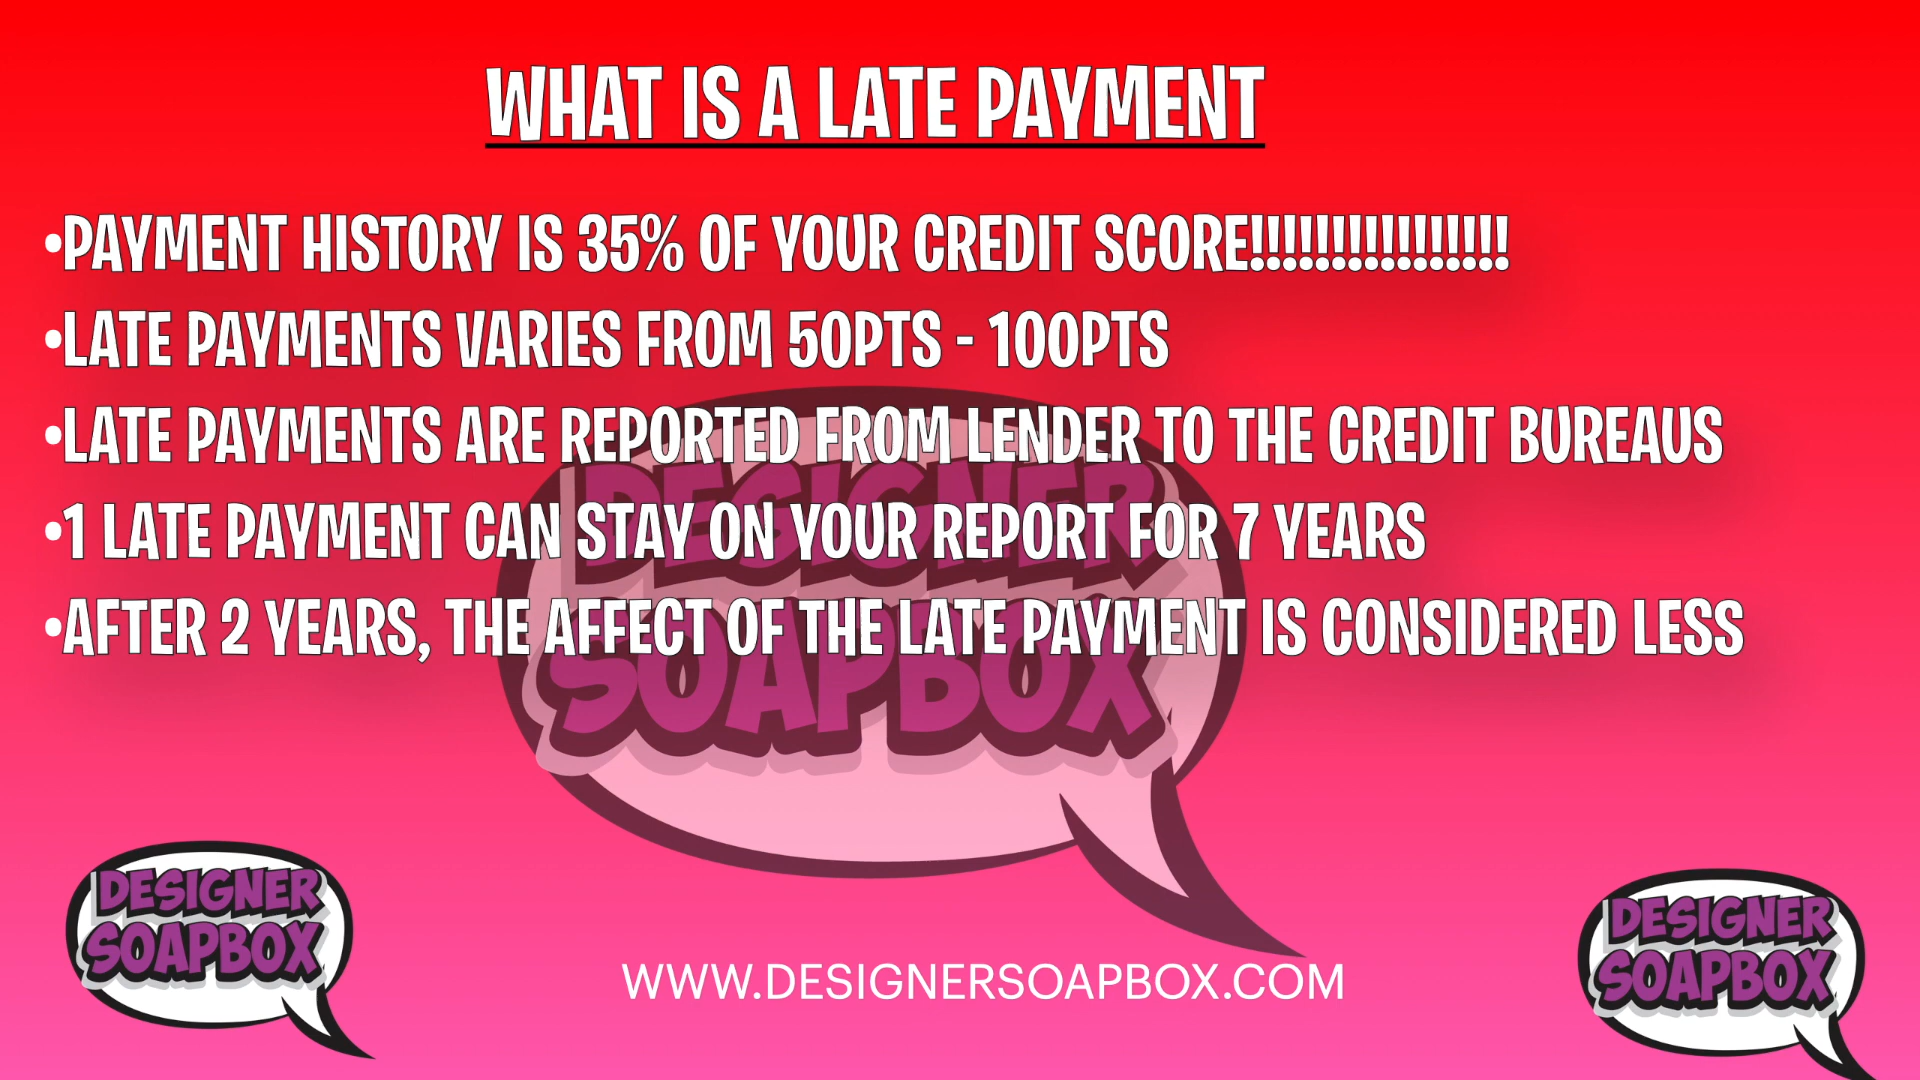 WHAT IS A LATE PAYMENT
•PAYMENT HISTORY IS 35% OF YOUR CREDIT SCORE!!!!!!!!!!!!!!!!
•LATE PAYMENTS VARIES FROM 50PTS - 100PTS
•LATE PAYMENTS ARE REPORTED FROM LENDER TO THE CREDIT BUREAUS
•1 LATE PAYMENT CAN STAY ON YOUR REPORT FOR 7 YEARS
•AFTER 2 YEARS, THE AFFECT OF THE LATE PAYMENT IS CONSIDERED LESS
DESIGNER
SOAPBOX
DESIGNER
SOAPBOX
WWW.DESIGNERSOAPBOX.COM
DESIGNER
SOAPBOX